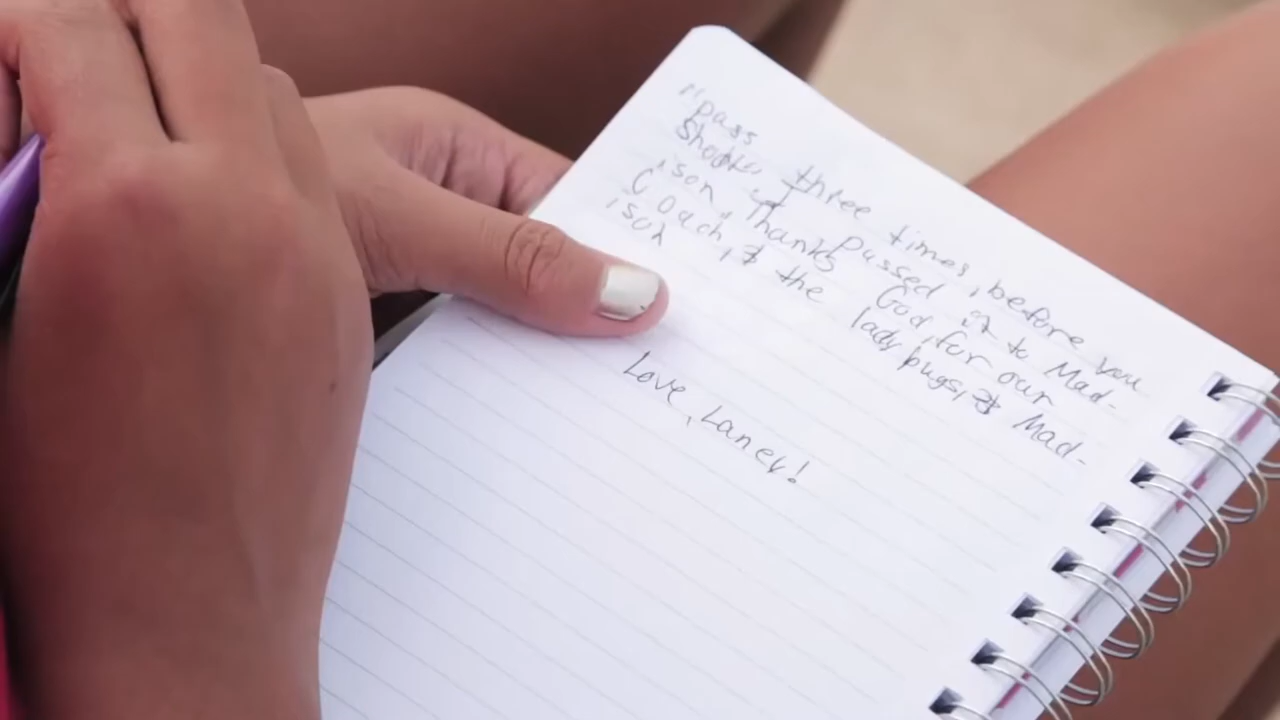 "pass three times, before you
shoot" I passed it to Mad-
ison. Thanks God, for our
Coach, & the lady bugs, & Mad-
ison
Love, Laney!